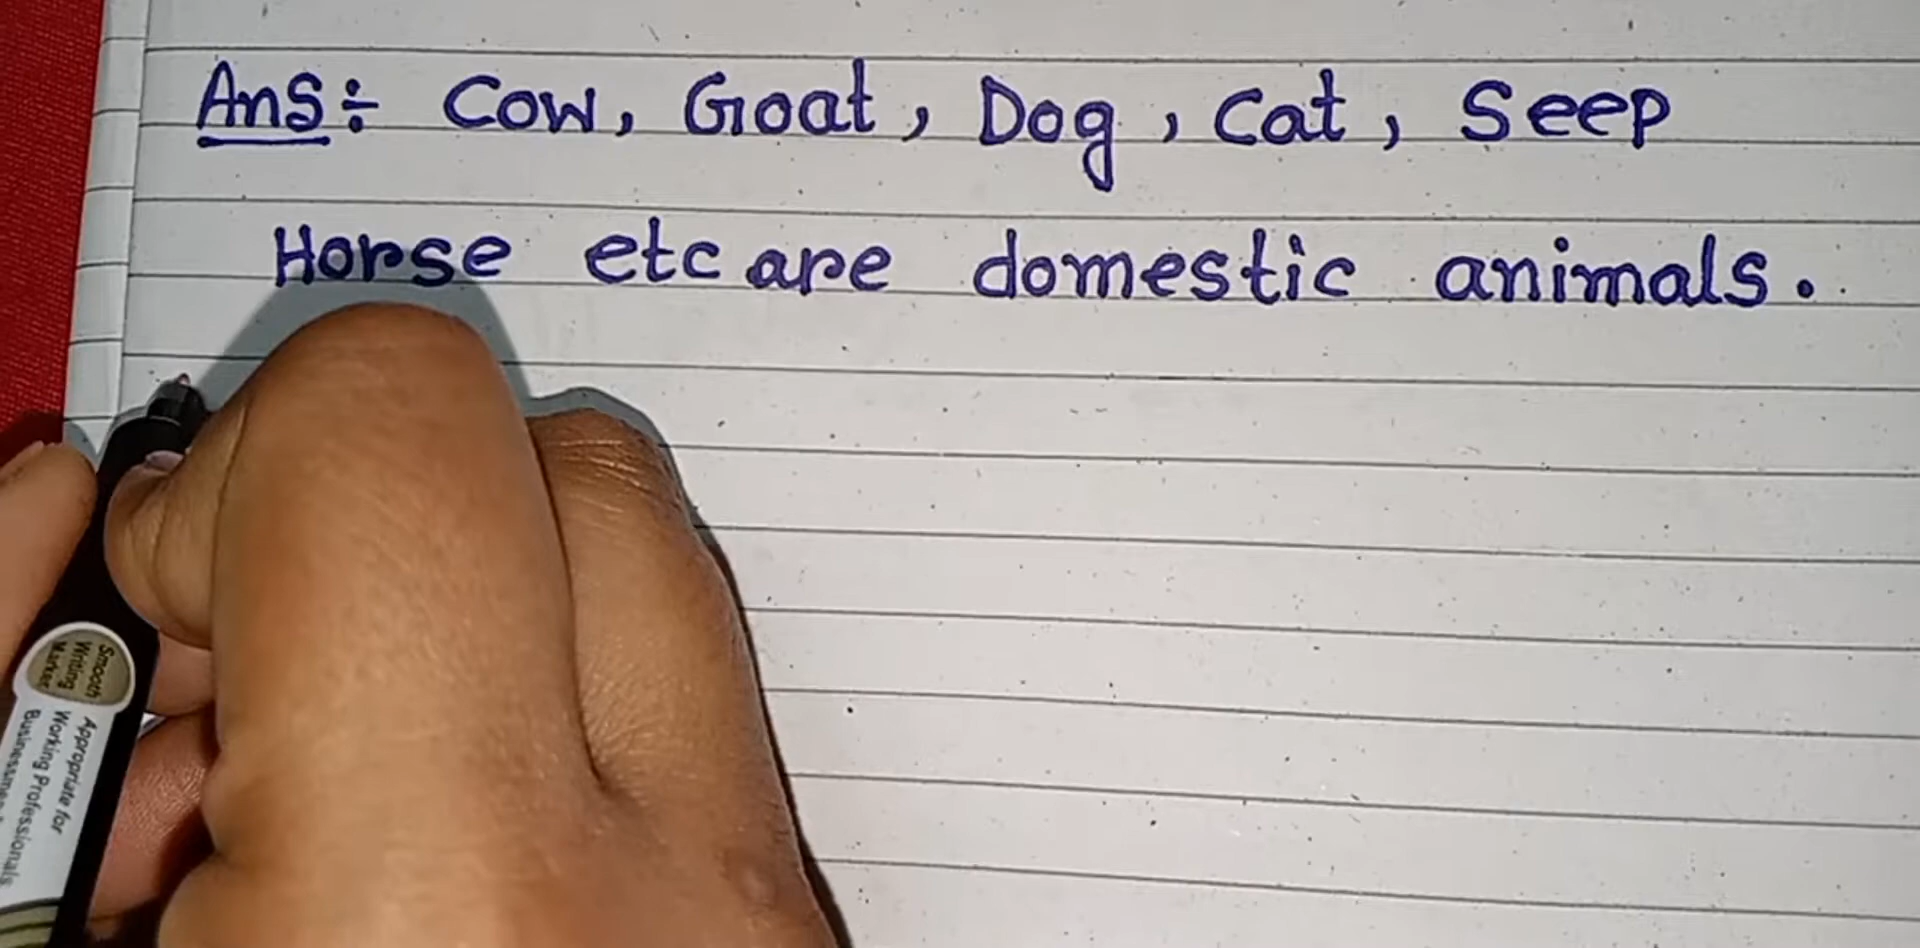 Ans÷ Cow, Goat, Dog, Cat, Seep
Horse etc are domestic animals.
Smooth
Writing
Marker
Appropriate for
Working Professionals